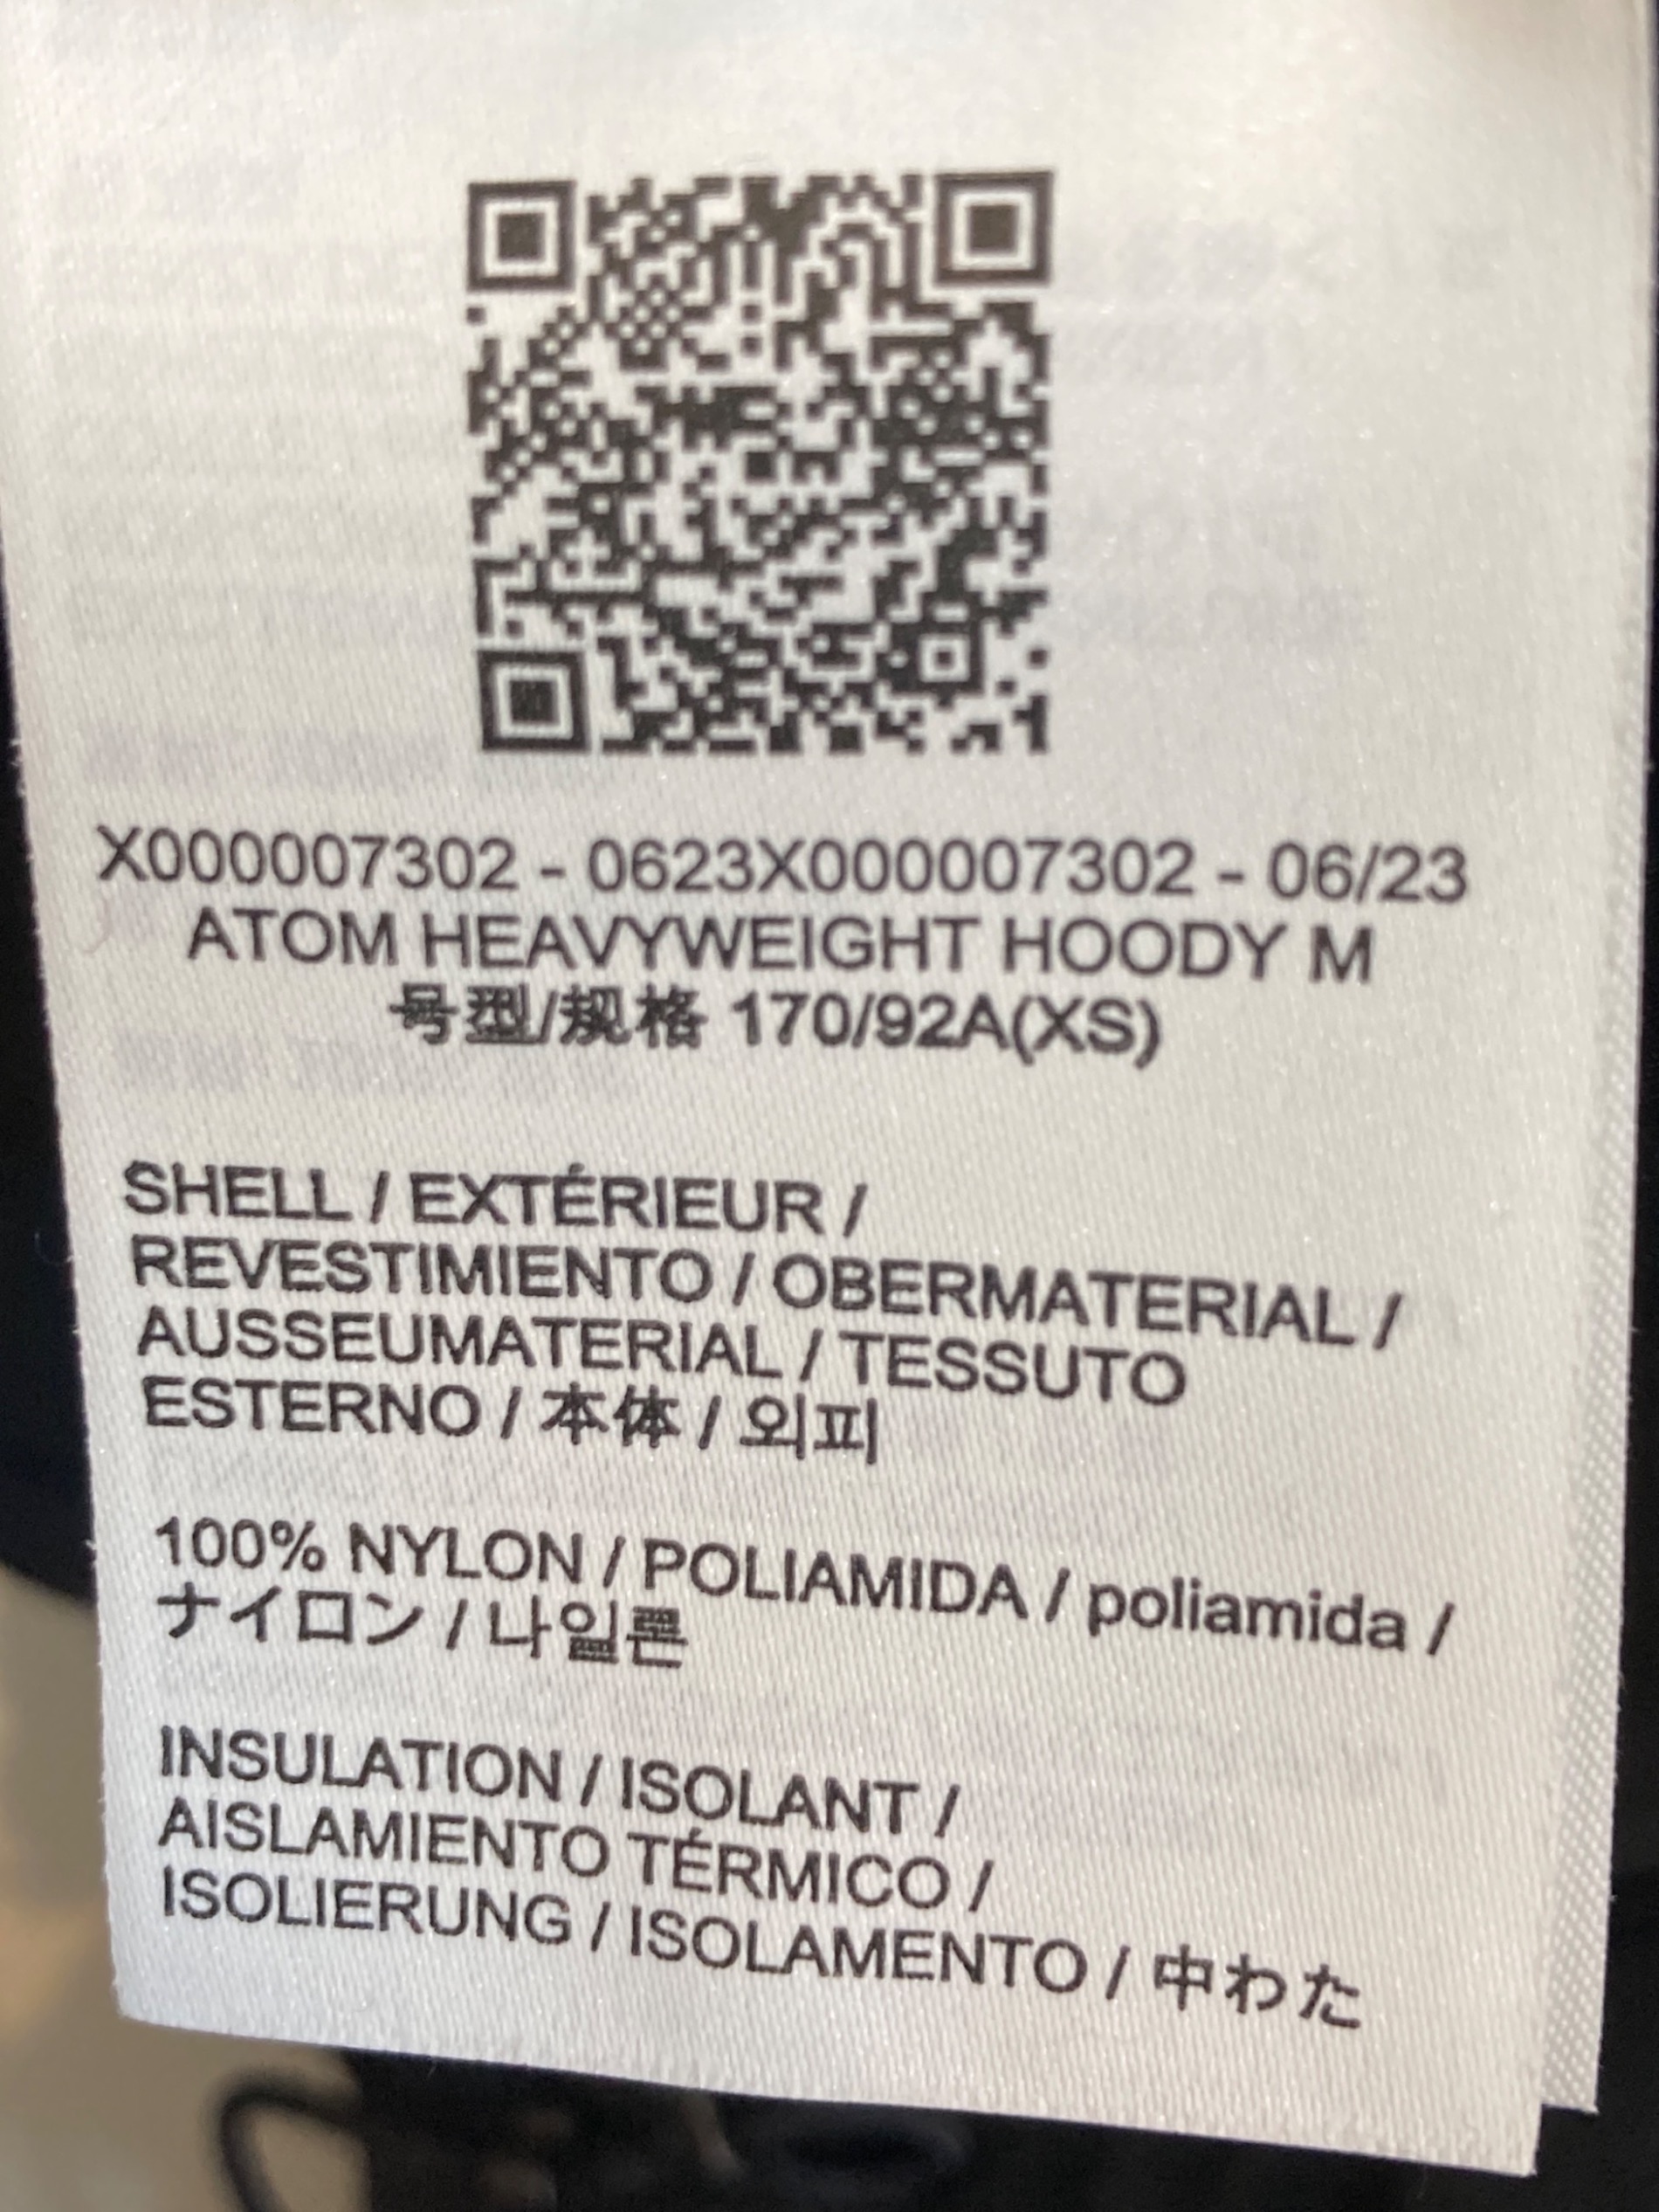 X000007302 - 0623X000007302 - 06/23
ATOM HEAVYWEIGHT HOODY M
号型/规格 170/92A(XS)
SHELL / EXTÉRIEUR /
REVESTIMIENTO / OBERMATERIAL /
AUSSEUMATERIAL / TESSUTO
ESTERNO / 本体 / 외피
100% NYLON / POLIAMIDA / poliamida /
ナイロン / 나일론
INSULATION / ISOLANT /
AISLAMIENTO TÉRMICO /
ISOLIERUNG / ISOLAMENTO / 中わた